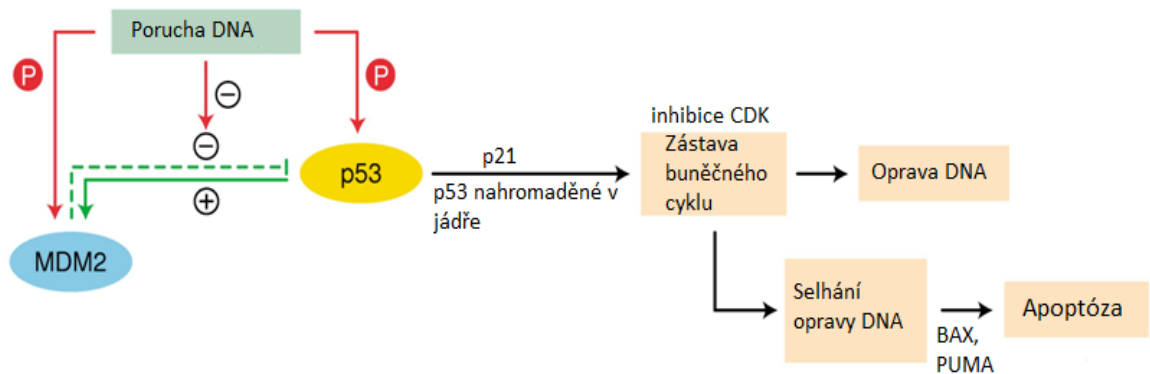 Porucha DNA
P
P
−
−
+
p53
MDM2
p21
p53 nahromaděné v
jádře
inhibice CDK
Zástava
buněčného
cyklu
Oprava DNA
Selhání
opravy DNA
BAX,
PUMA
Apoptóza